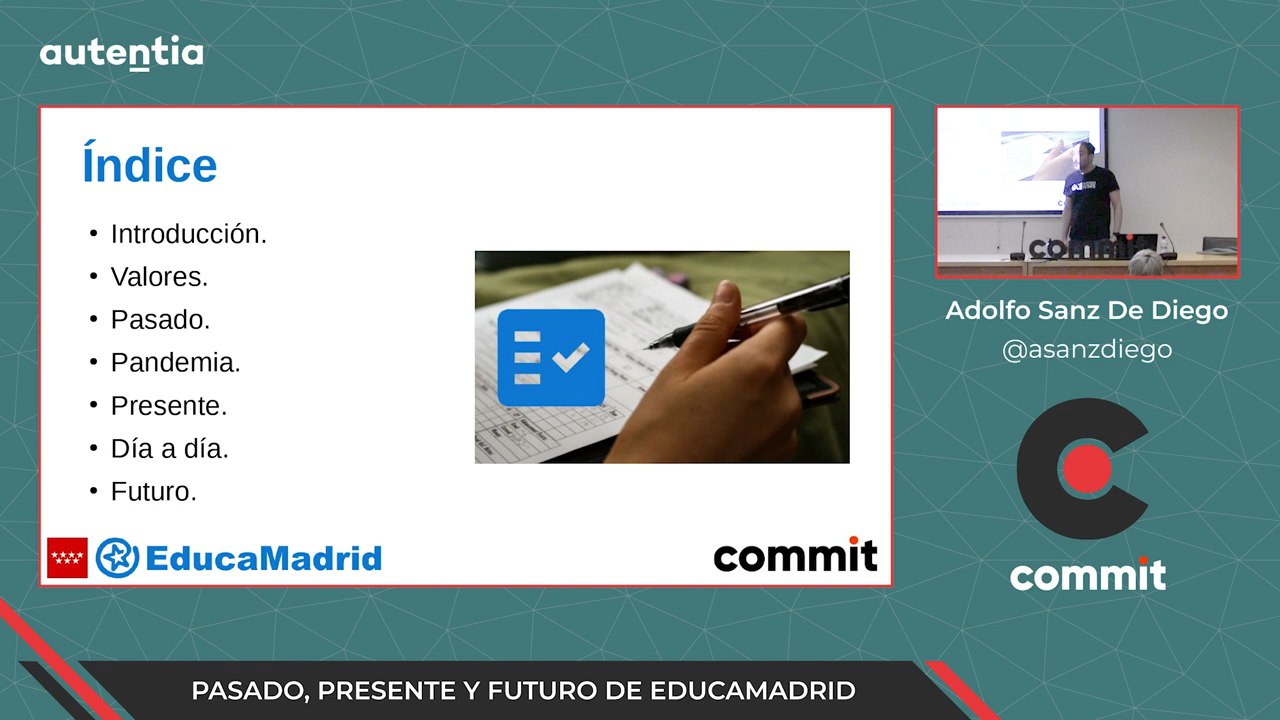 autentia
Índice
• Introducción.
• Valores.
• Pasado.
• Pandemia.
• Presente.
• Día a día.
• Futuro.
EducaMadrid
commit
commit
Adolfo Sanz De Diego
@asanzdiego
commit
PASADO, PRESENTE Y FUTURO DE EDUCAMADRID